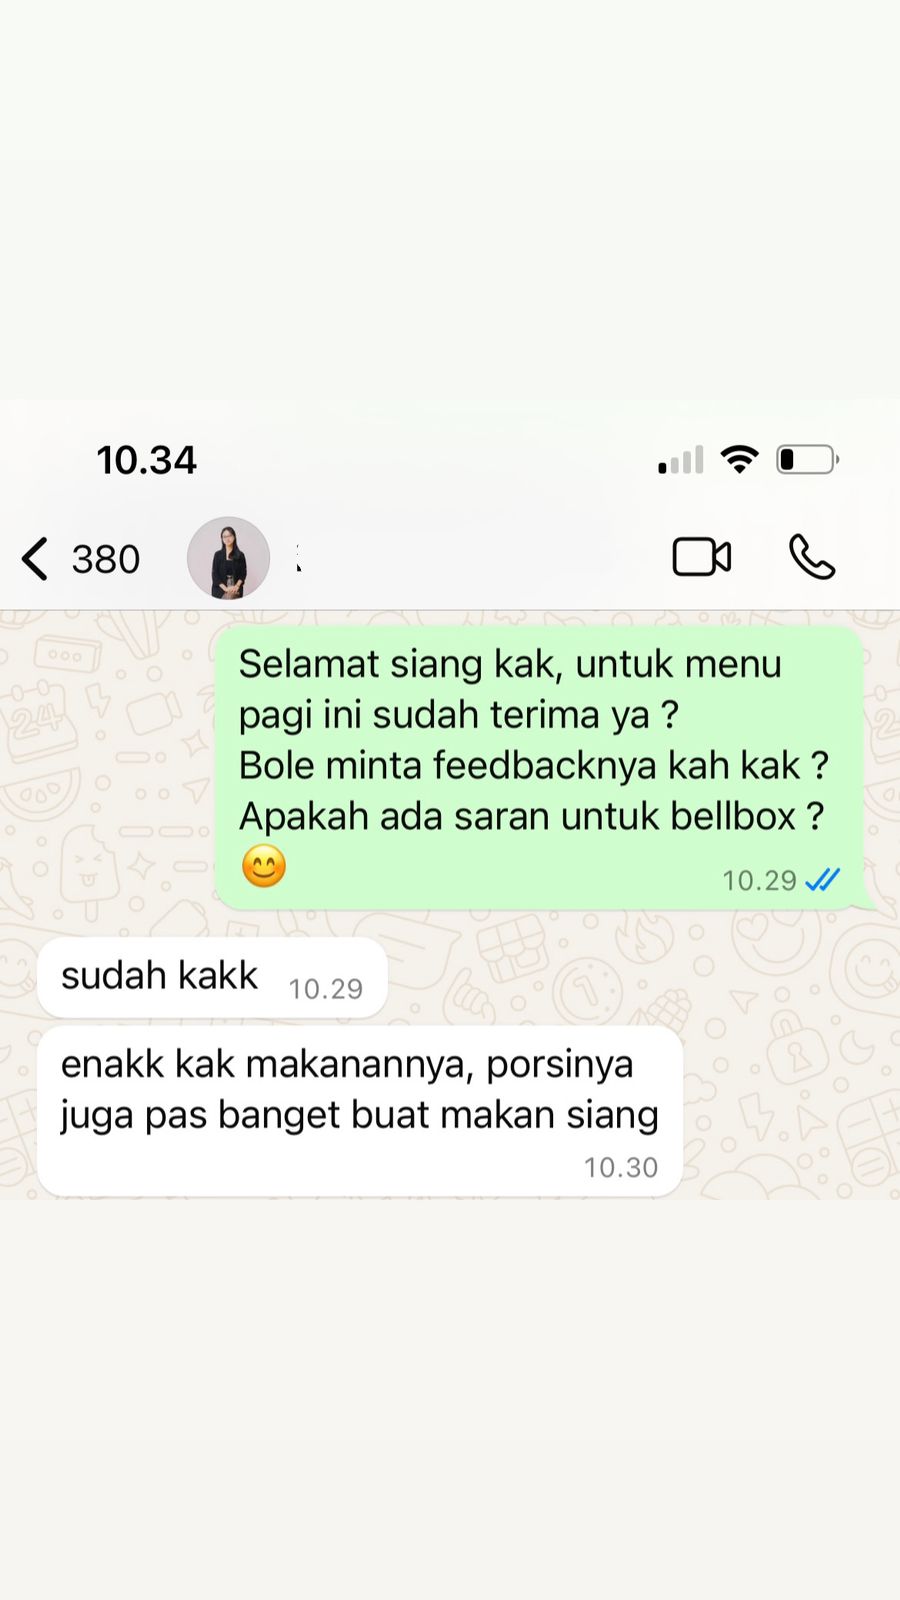 10.34
380
Selamat siang kak, untuk menu
pagi ini sudah terima ya ?
Bole minta feedbacknya kah kak ?
Apakah ada saran untuk bellbox ?
😊
10.29
sudah kakk 10.29
enakk kak makanannya, porsinya
juga pas banget buat makan siang
10.30